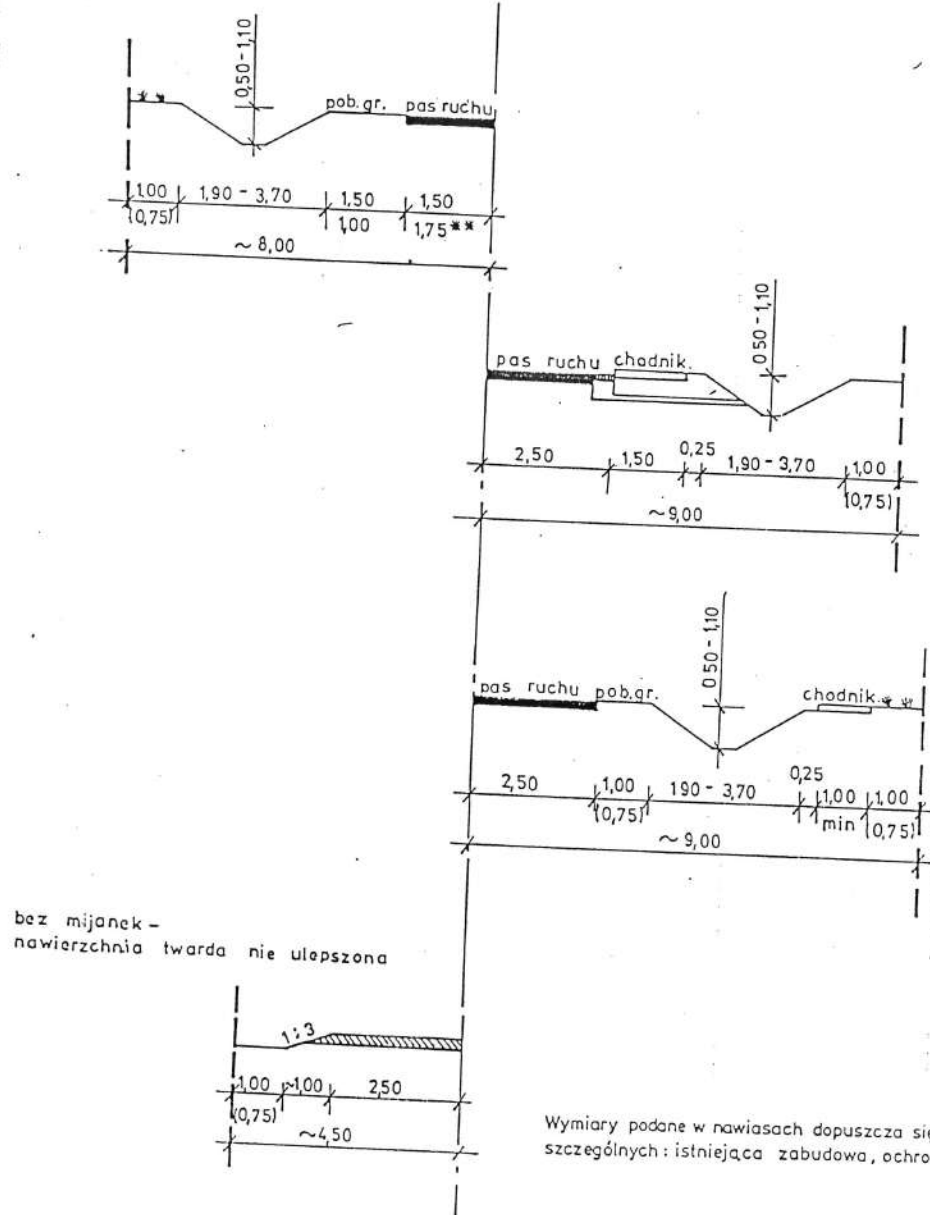 0,50-1,10
pob. gr. pas ruchu
1,00 1,90 - 3,70 1,50 1,50
(0,75) 1,00 1,75**
~ 8,00
0 50-1,10
pas ruchu chodnik.
2,50 1,50 0,25 1,90-3,70 1,00
(0,75)
~9,00
0 50-1,10
pas ruchu pob.gr. chodnik.
2,50 1,00 190 - 3,70 0,25 1,00 1,00
(0,75) min (0,75)
~ 9,00
bez mijanek -
nawierzchnia twarda nie ulepszona
1:3
1,00 ~1,00 2,50
(0,75)
~4,50
Wymiary podane w nawiasach dopuszcza się
szczególnych : istniejąca zabudowa, ochro